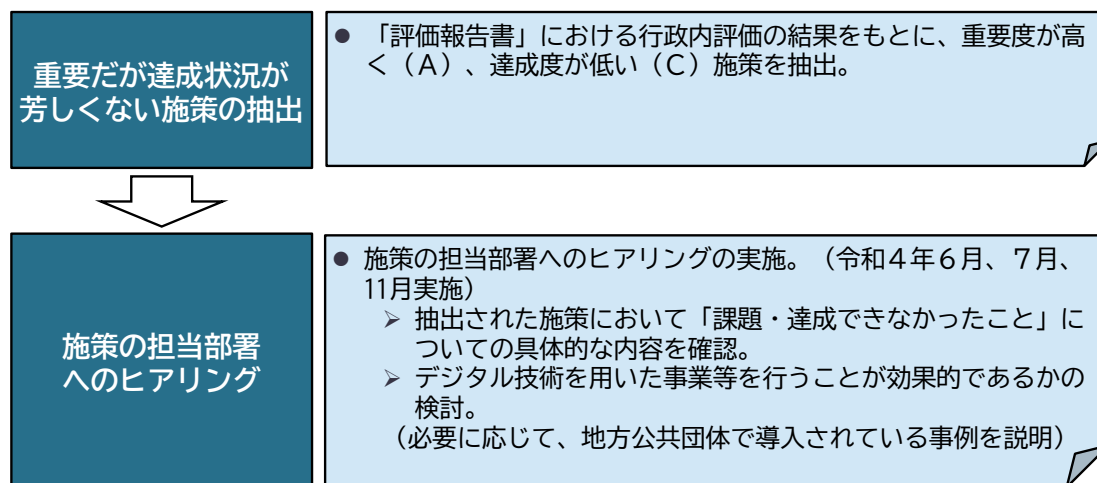 重要だが達成状況が
芳しくない施策の抽出
● 「評価報告書」における行政内評価の結果をもとに、重要度が高
く（Ａ）、達成度が低い（Ｃ）施策を抽出。
施策の担当部署
へのヒアリング
● 施策の担当部署へのヒアリングの実施。（令和４年６月、７月、
11月実施）
➢ 抽出された施策において「課題・達成できなかったこと」に
ついての具体的な内容を確認。
➢ デジタル技術を用いた事業等を行うことが効果的であるかの
検討。
（必要に応じて、地方公共団体で導入されている事例を説明）